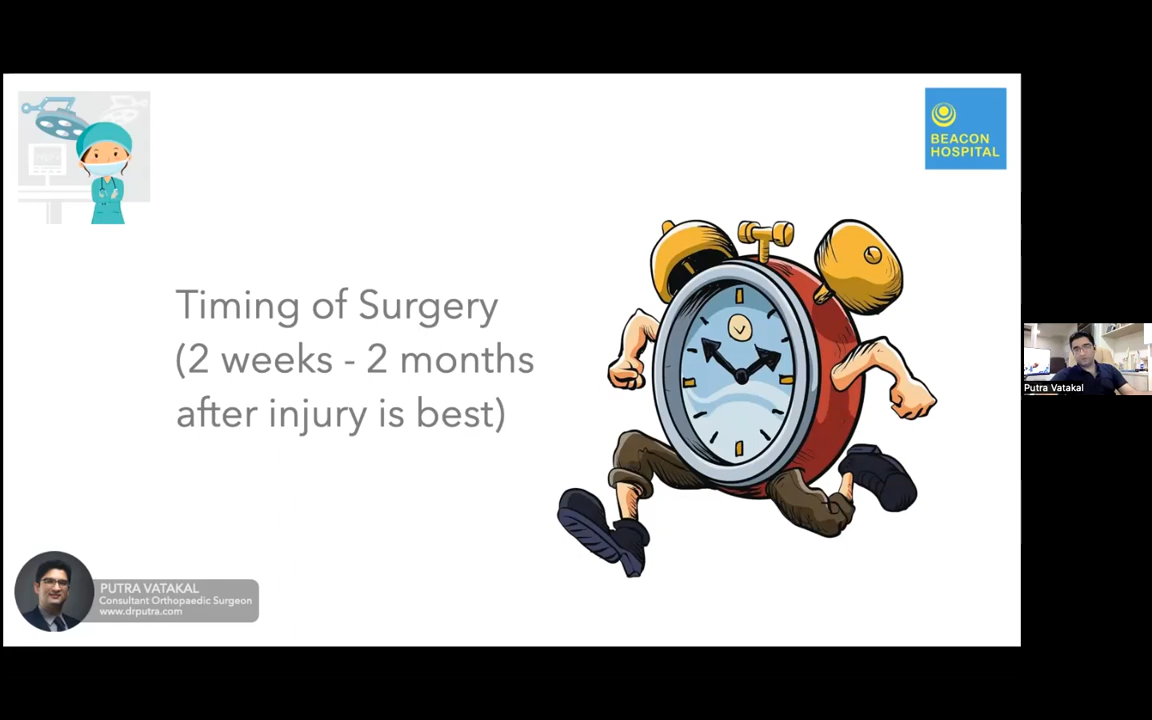 BEACON
HOSPITAL
Timing of Surgery
(2 weeks - 2 months
after injury is best)
Putra Vatakal
PUTRA VATAKAL
Consultant Orthopaedic Surgeon
www.drputra.com